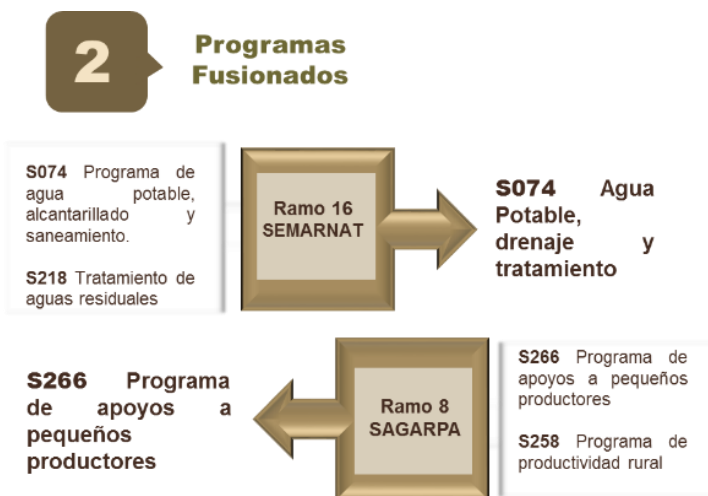 2
Programas
Fusionados
S074 Programa de
agua potable,
alcantarillado y
saneamiento.
S218 Tratamiento de
aguas residuales
Ramo 16
SEMARNAT
S074 Agua
Potable,
drenaje y
tratamiento
S266 Programa
de apoyos a
pequeños
productores
Ramo 8
SAGARPA
S266 Programa de
apoyos a pequeños
productores
S258 Programa de
productividad rural